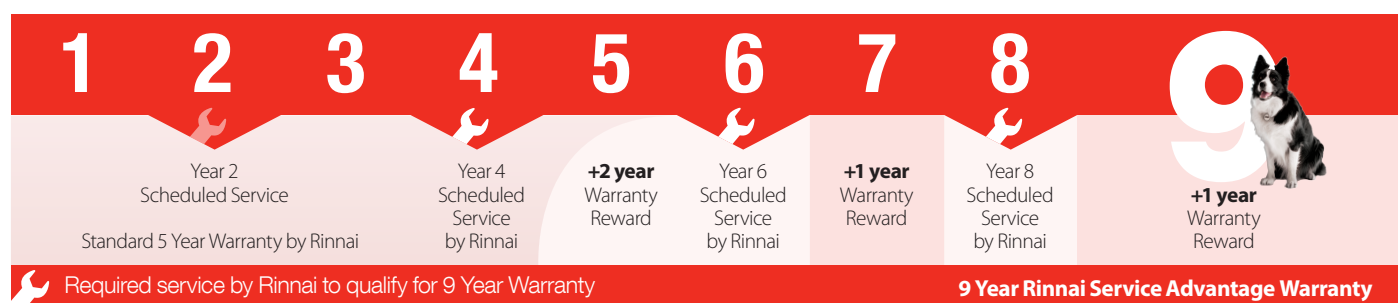 1 2 3 4 5 6 7 8 9
Year 2
Scheduled Service
Standard 5 Year Warranty by Rinnai
Year 4
Scheduled
Service
by Rinnai
+2 year
Warranty
Reward
Year 6
Scheduled
Service
by Rinnai
+1 year
Warranty
Reward
Year 8
Scheduled
Service
by Rinnai
+1 year
Warranty
Reward
Required service by Rinnai to qualify for 9 Year Warranty
9 Year Rinnai Service Advantage Warranty